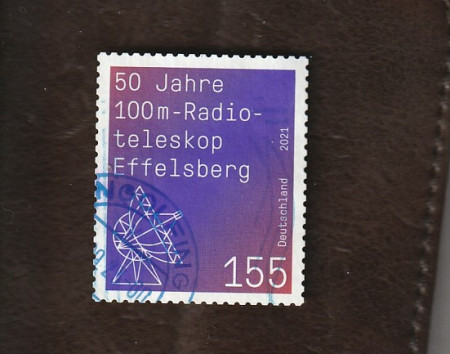 50 Jahre
100m-Radio-
teleskop
Effelsberg
Deutschland 2021
155